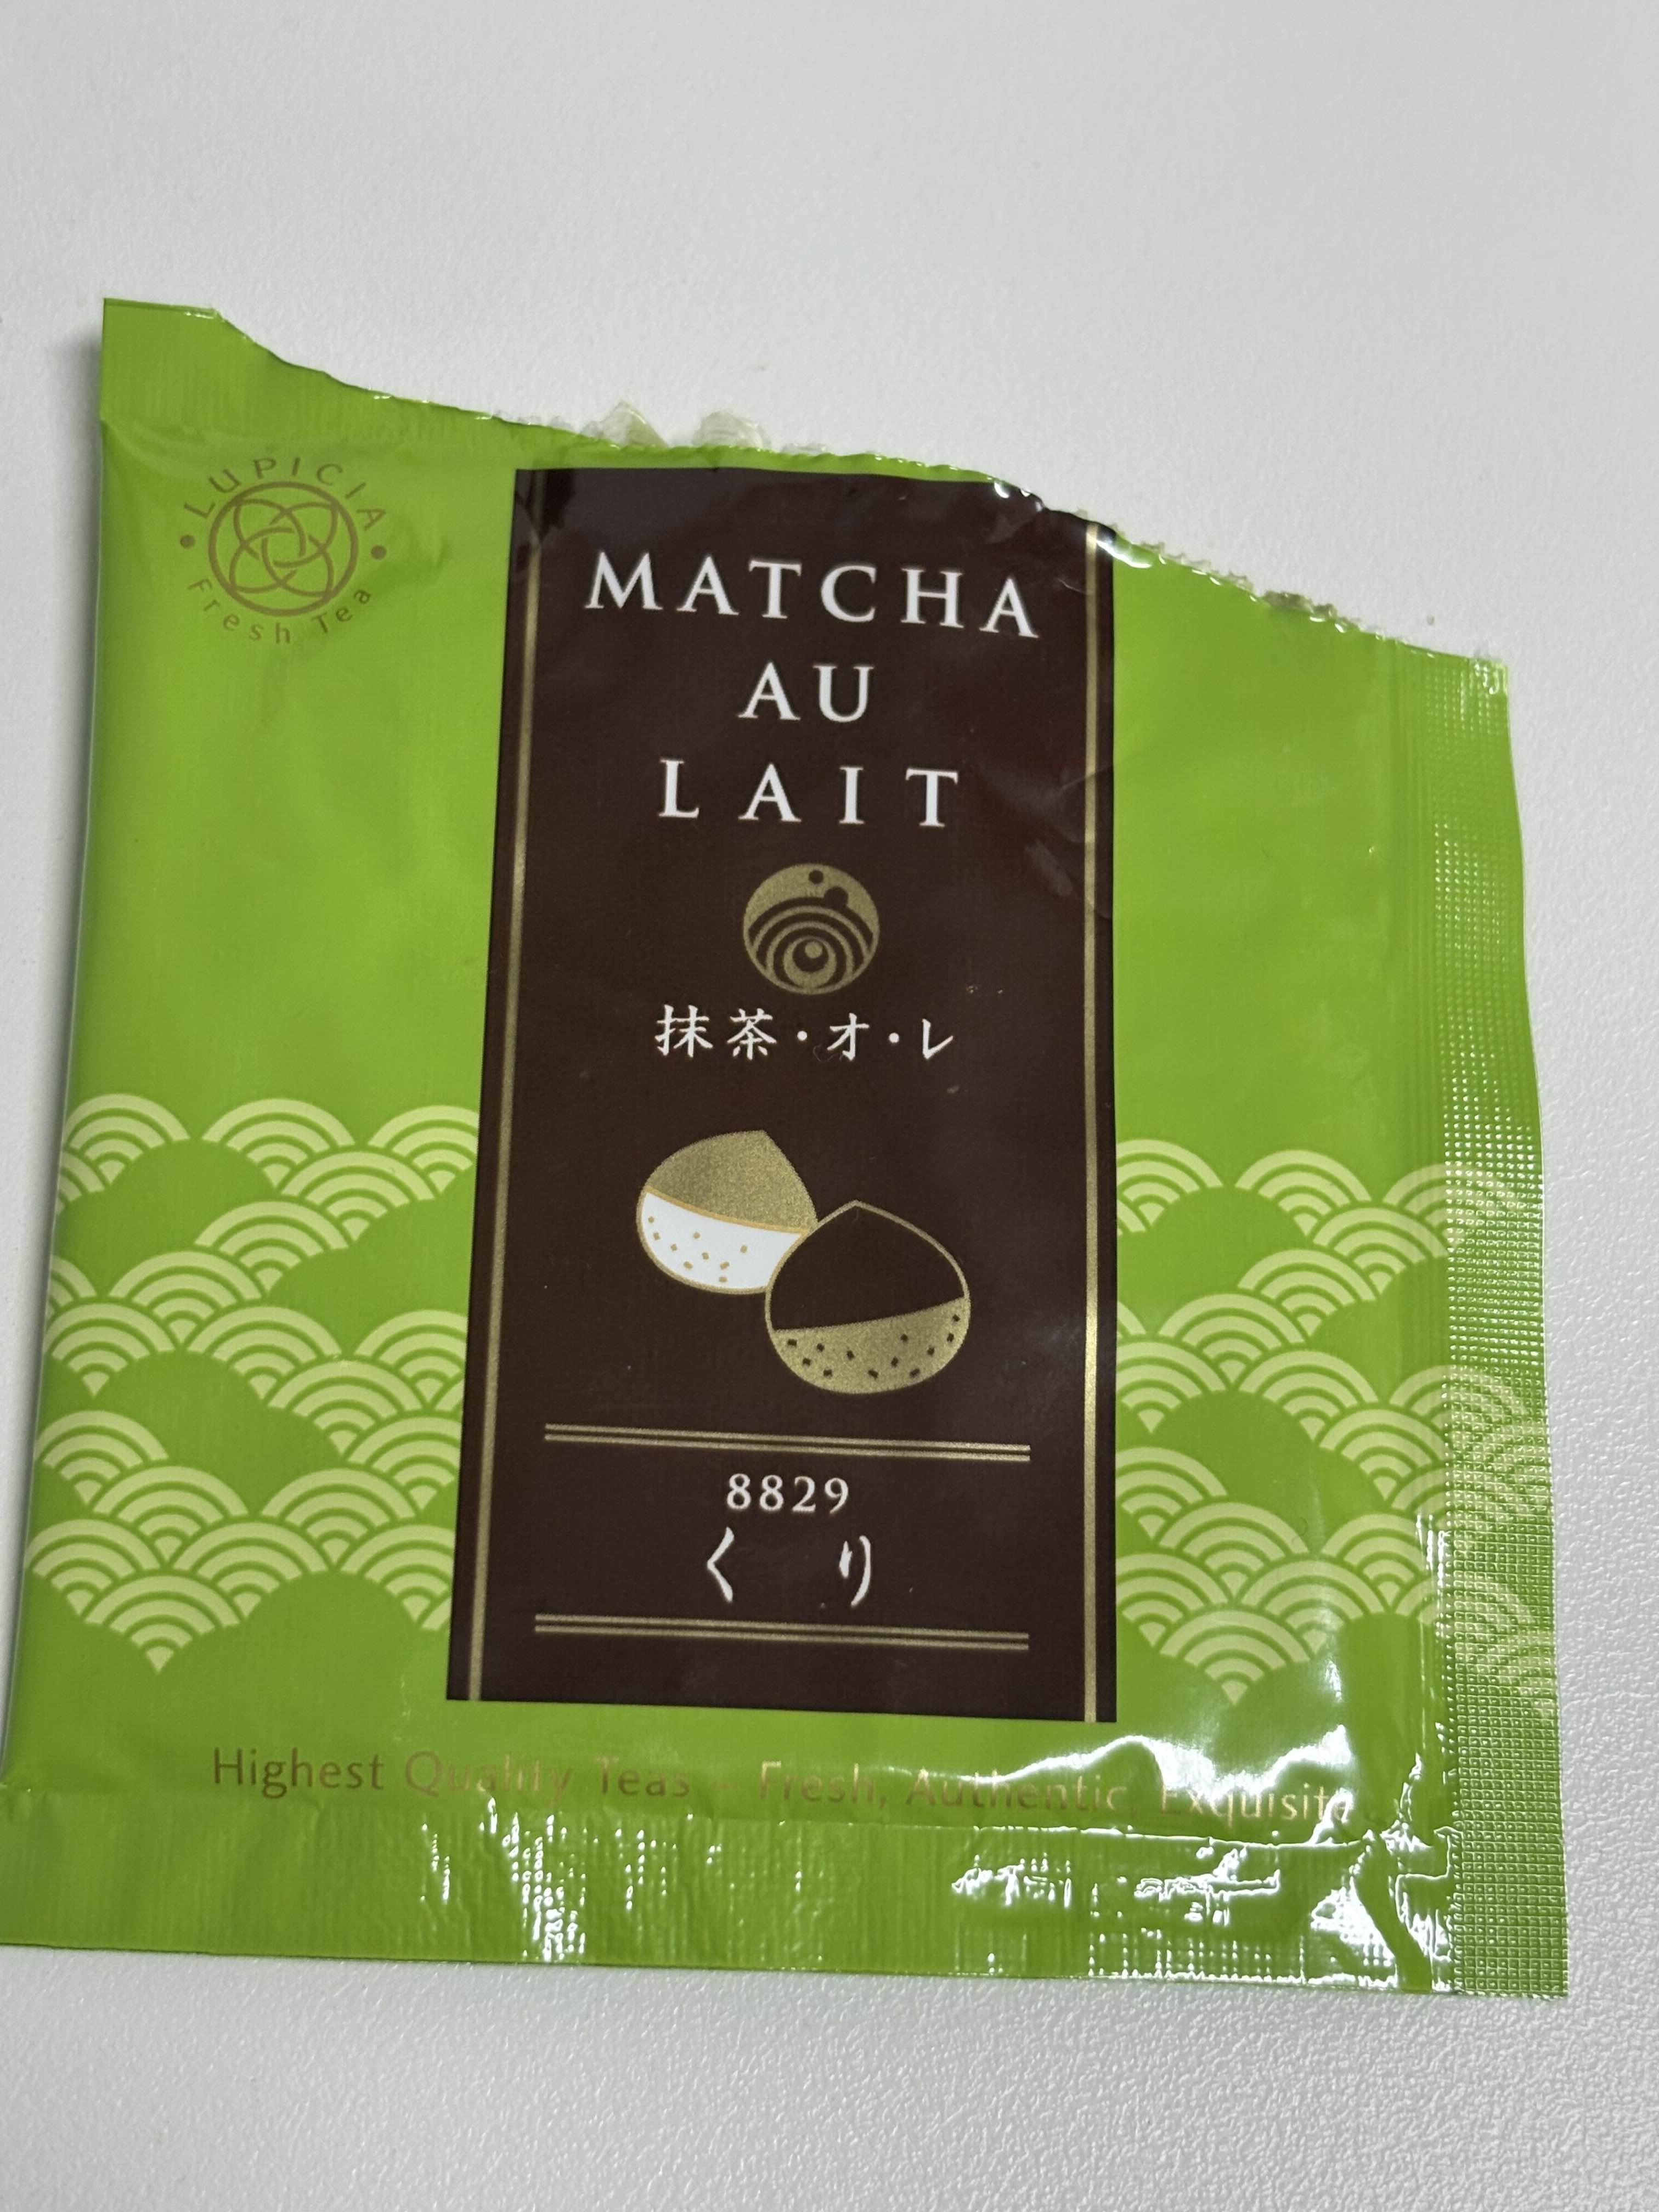 LUPICIA
Fresh Tea
MATCHA
AU
LAIT
抹茶・オ・レ
8829
くり
Highest Quality Teas – Fresh, Authentic, Exquisite